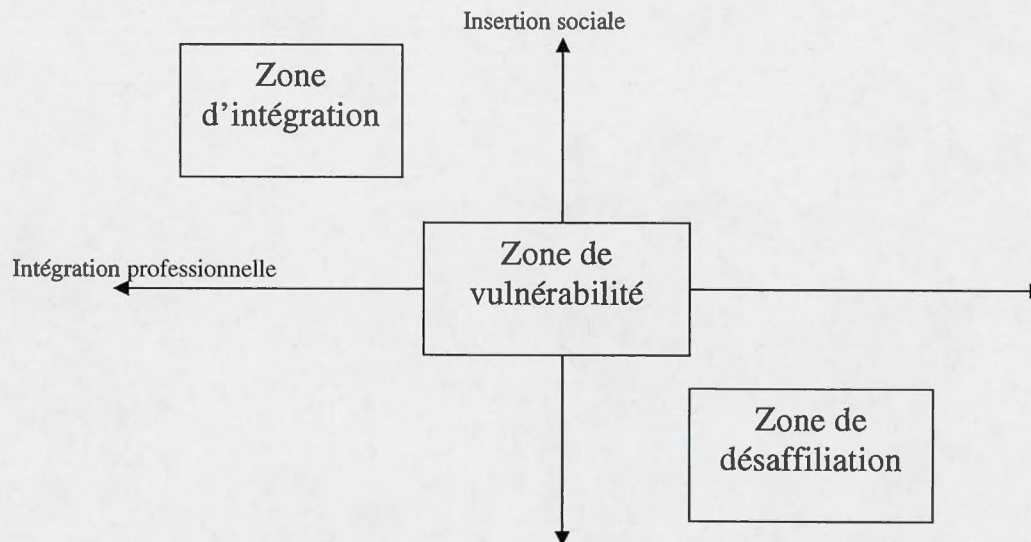 Insertion sociale
Zone
d'intégration
Zone de
vulnérabilité
Intégration professionnelle
Zone de
désaffiliation